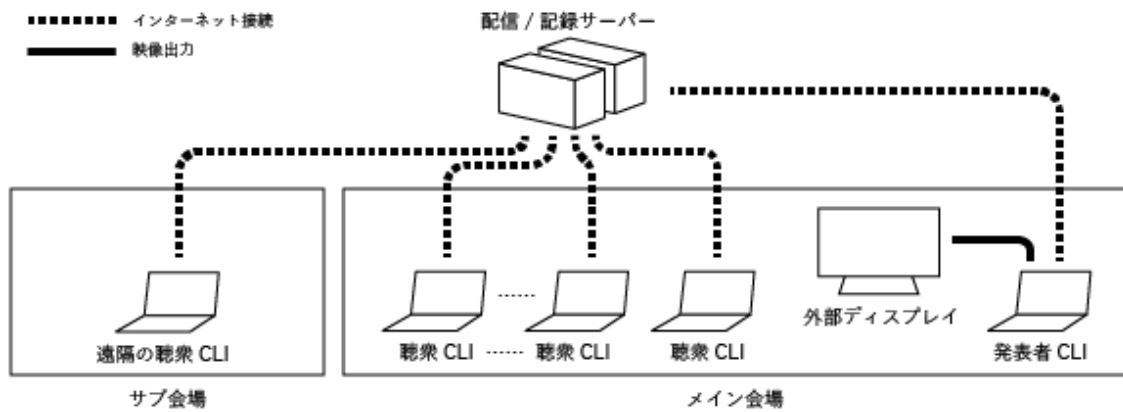 インターネット接続
映像出力
配信 / 記録サーバー
外部ディスプレイ
遠隔の聴衆 CLI
聴衆 CLI ...... 聴衆 CLI
聴衆 CLI
発表者 CLI
サブ会場
メイン会場